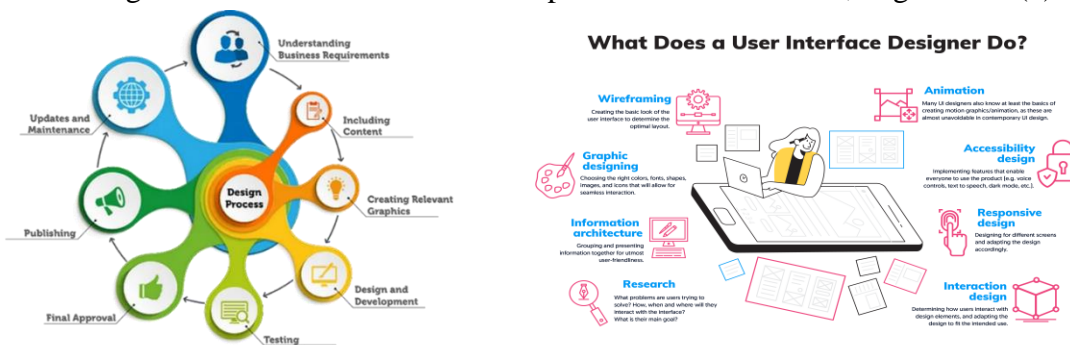 Understanding
Business Requirements
Including
Content
Creating Relevant
Graphics
Design and
Development
Testing
Final Approval
Publishing
Updates and
Maintenance
Design
Process
What Does a User Interface Designer Do?
Wireframing
Creating the basic look of the
user interface to determine the
optimal layout.
Graphic
designing
Choosing the right colors, fonts, shapes,
images, and icons that will allow for
seamless interaction.
Information
architecture
Grouping and presenting
information together for utmost
user-friendliness.
Research
What problems are users trying to
solve? How, when and where will they
interact with the interface?
What is their main goal?
Animation
Many UI designers also know at least the basics of
creating motion graphics/animation, as these are
almost unavoidable in contemporary UI design.
Accessibility
design
Implementing features that enable
everyone to use the product (e.g. voice
controls, text to speech, dark mode, etc.).
Responsive
design
Designing for different screens
and adapting the design
accordingly.
Interaction
design
Determining how users interact with
design elements, and adapting the
design to fit the intended use.